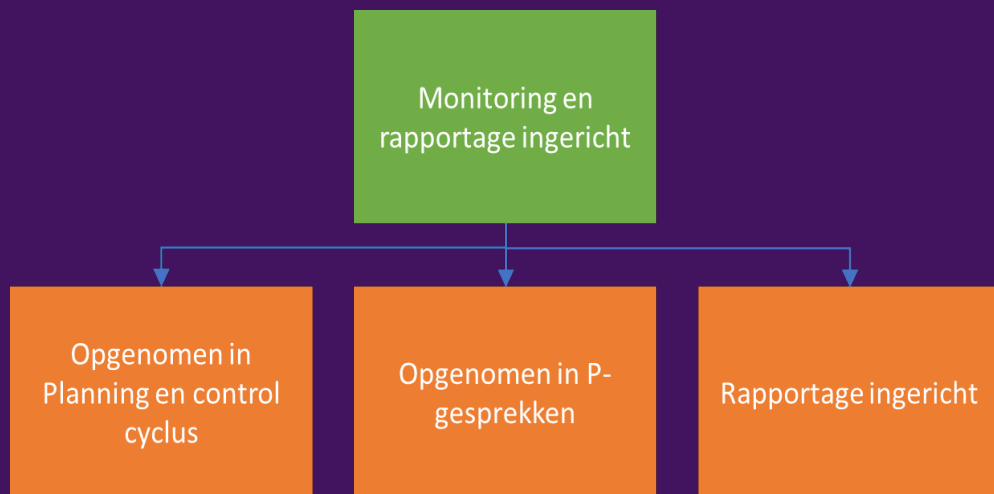 Monitoring en
rapportage ingericht
Opgenomen in
Planning en control
cyclus
Opgenomen in P-
gesprekken
Rapportage ingericht